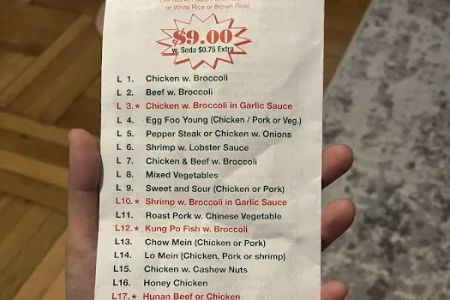 or White Rice or Brown Rice)
$9.00
w. Soda $0.75 Extra
L 1. Chicken w. Broccoli
L 2. Beef w. Broccoli
L 3.★ Chicken w. Broccoli in Garlic Sauce
L 4. Egg Foo Young (Chicken / Pork or Veg.)
L 5. Pepper Steak or Chicken w. Onions
L 6. Shrimp w. Lobster Sauce
L 7. Chicken & Beef w. Broccoli
L 8. Mixed Vegetables
L 9. Sweet and Sour (Chicken or Pork)
L10.★ Shrimp w. Broccoli in Garlic Sauce
L11. Roast Pork w. Chinese Vegetable
L12.★ Kung Po Fish w. Broccoli
L13. Chow Mein (Chicken or Pork)
L14. Lo Mein (Chicken, Pork or shrimp)
L15. Chicken w. Cashew Nuts
L16. Honey Chicken
L17.★ Hunan Beef or Chicken